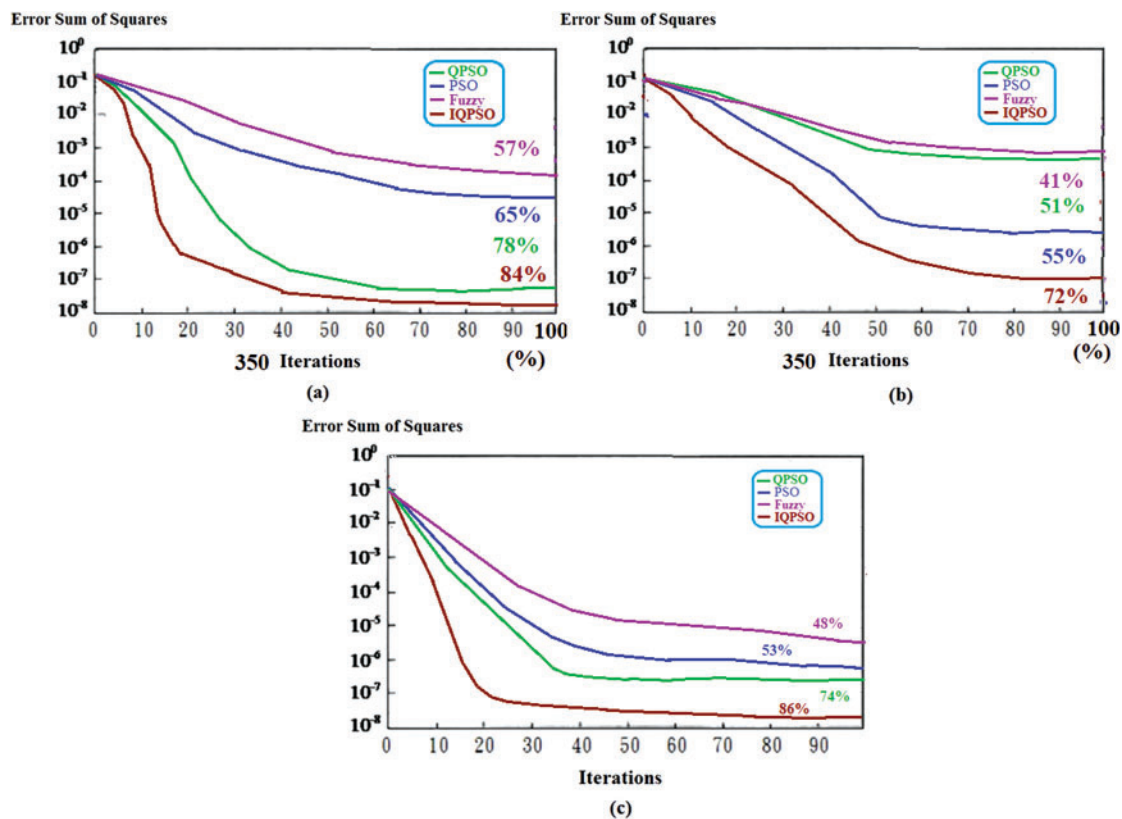 Error Sum of Squares
10^0
10^-1
10^-2
10^-3
10^-4
10^-5
10^-6
10^-7
10^-8
QPSO
PSO
Fuzzy
IQPSO
57%
65%
78%
84%
0 10 20 30 40 50 60 70 80 90 100
350 Iterations (%)
(a)
Error Sum of Squares
10^0
10^-1
10^-2
10^-3
10^-4
10^-5
10^-6
10^-7
10^-8
QPSO
PSO
Fuzzy
IQPSO
41%
51%
55%
72%
0 10 20 30 40 50 60 70 80 90 100
350 Iterations (%)
(b)
Error Sum of Squares
10^0
10^-1
10^-2
10^-3
10^-4
10^-5
10^-6
10^-7
10^-8
QPSO
PSO
Fuzzy
IQPSO
48%
53%
74%
86%
0 10 20 30 40 50 60 70 80 90
Iterations
(c)